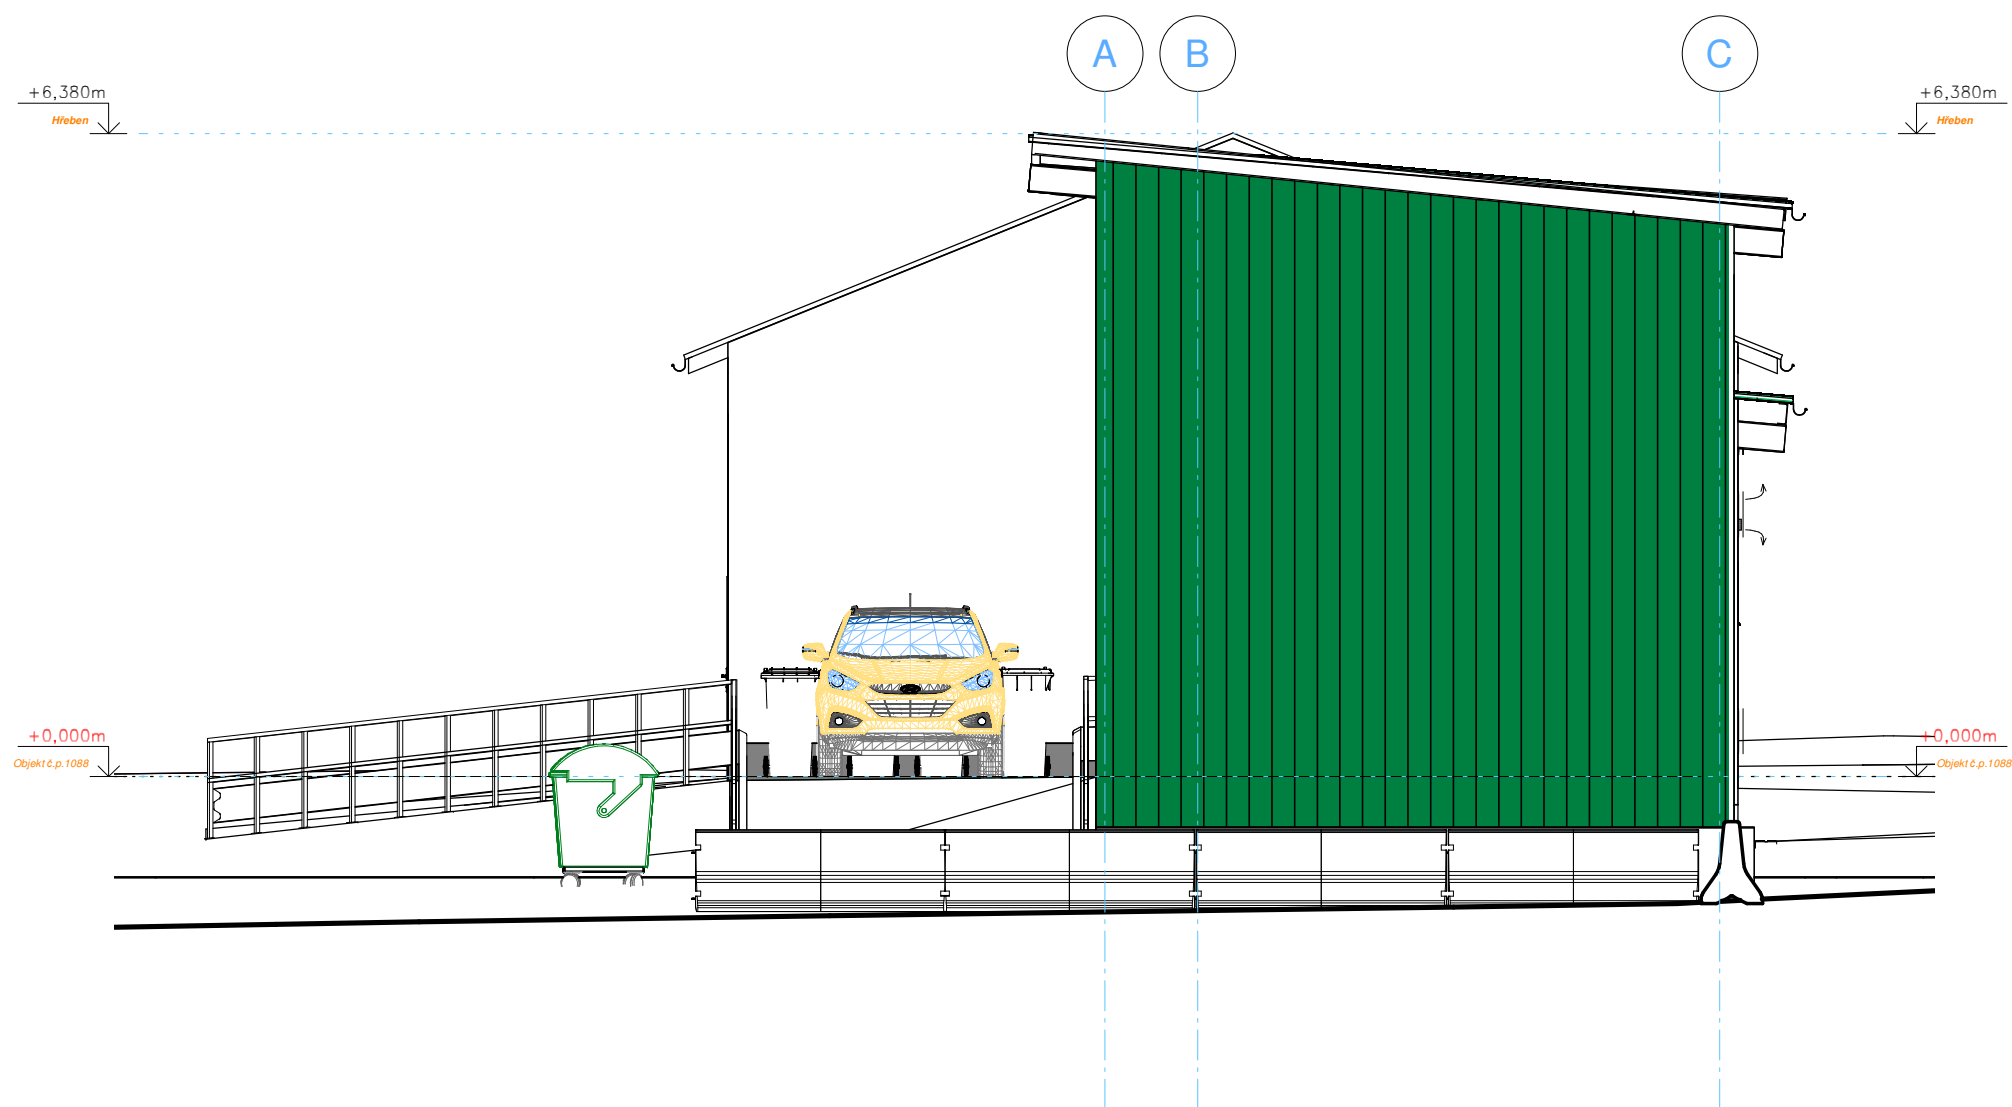 A B C
+6,380m
Hřeben
+6,380m
Hřeben
+0,000m
Objekt č.p.1088
+0,000m
Objekt č.p.1088